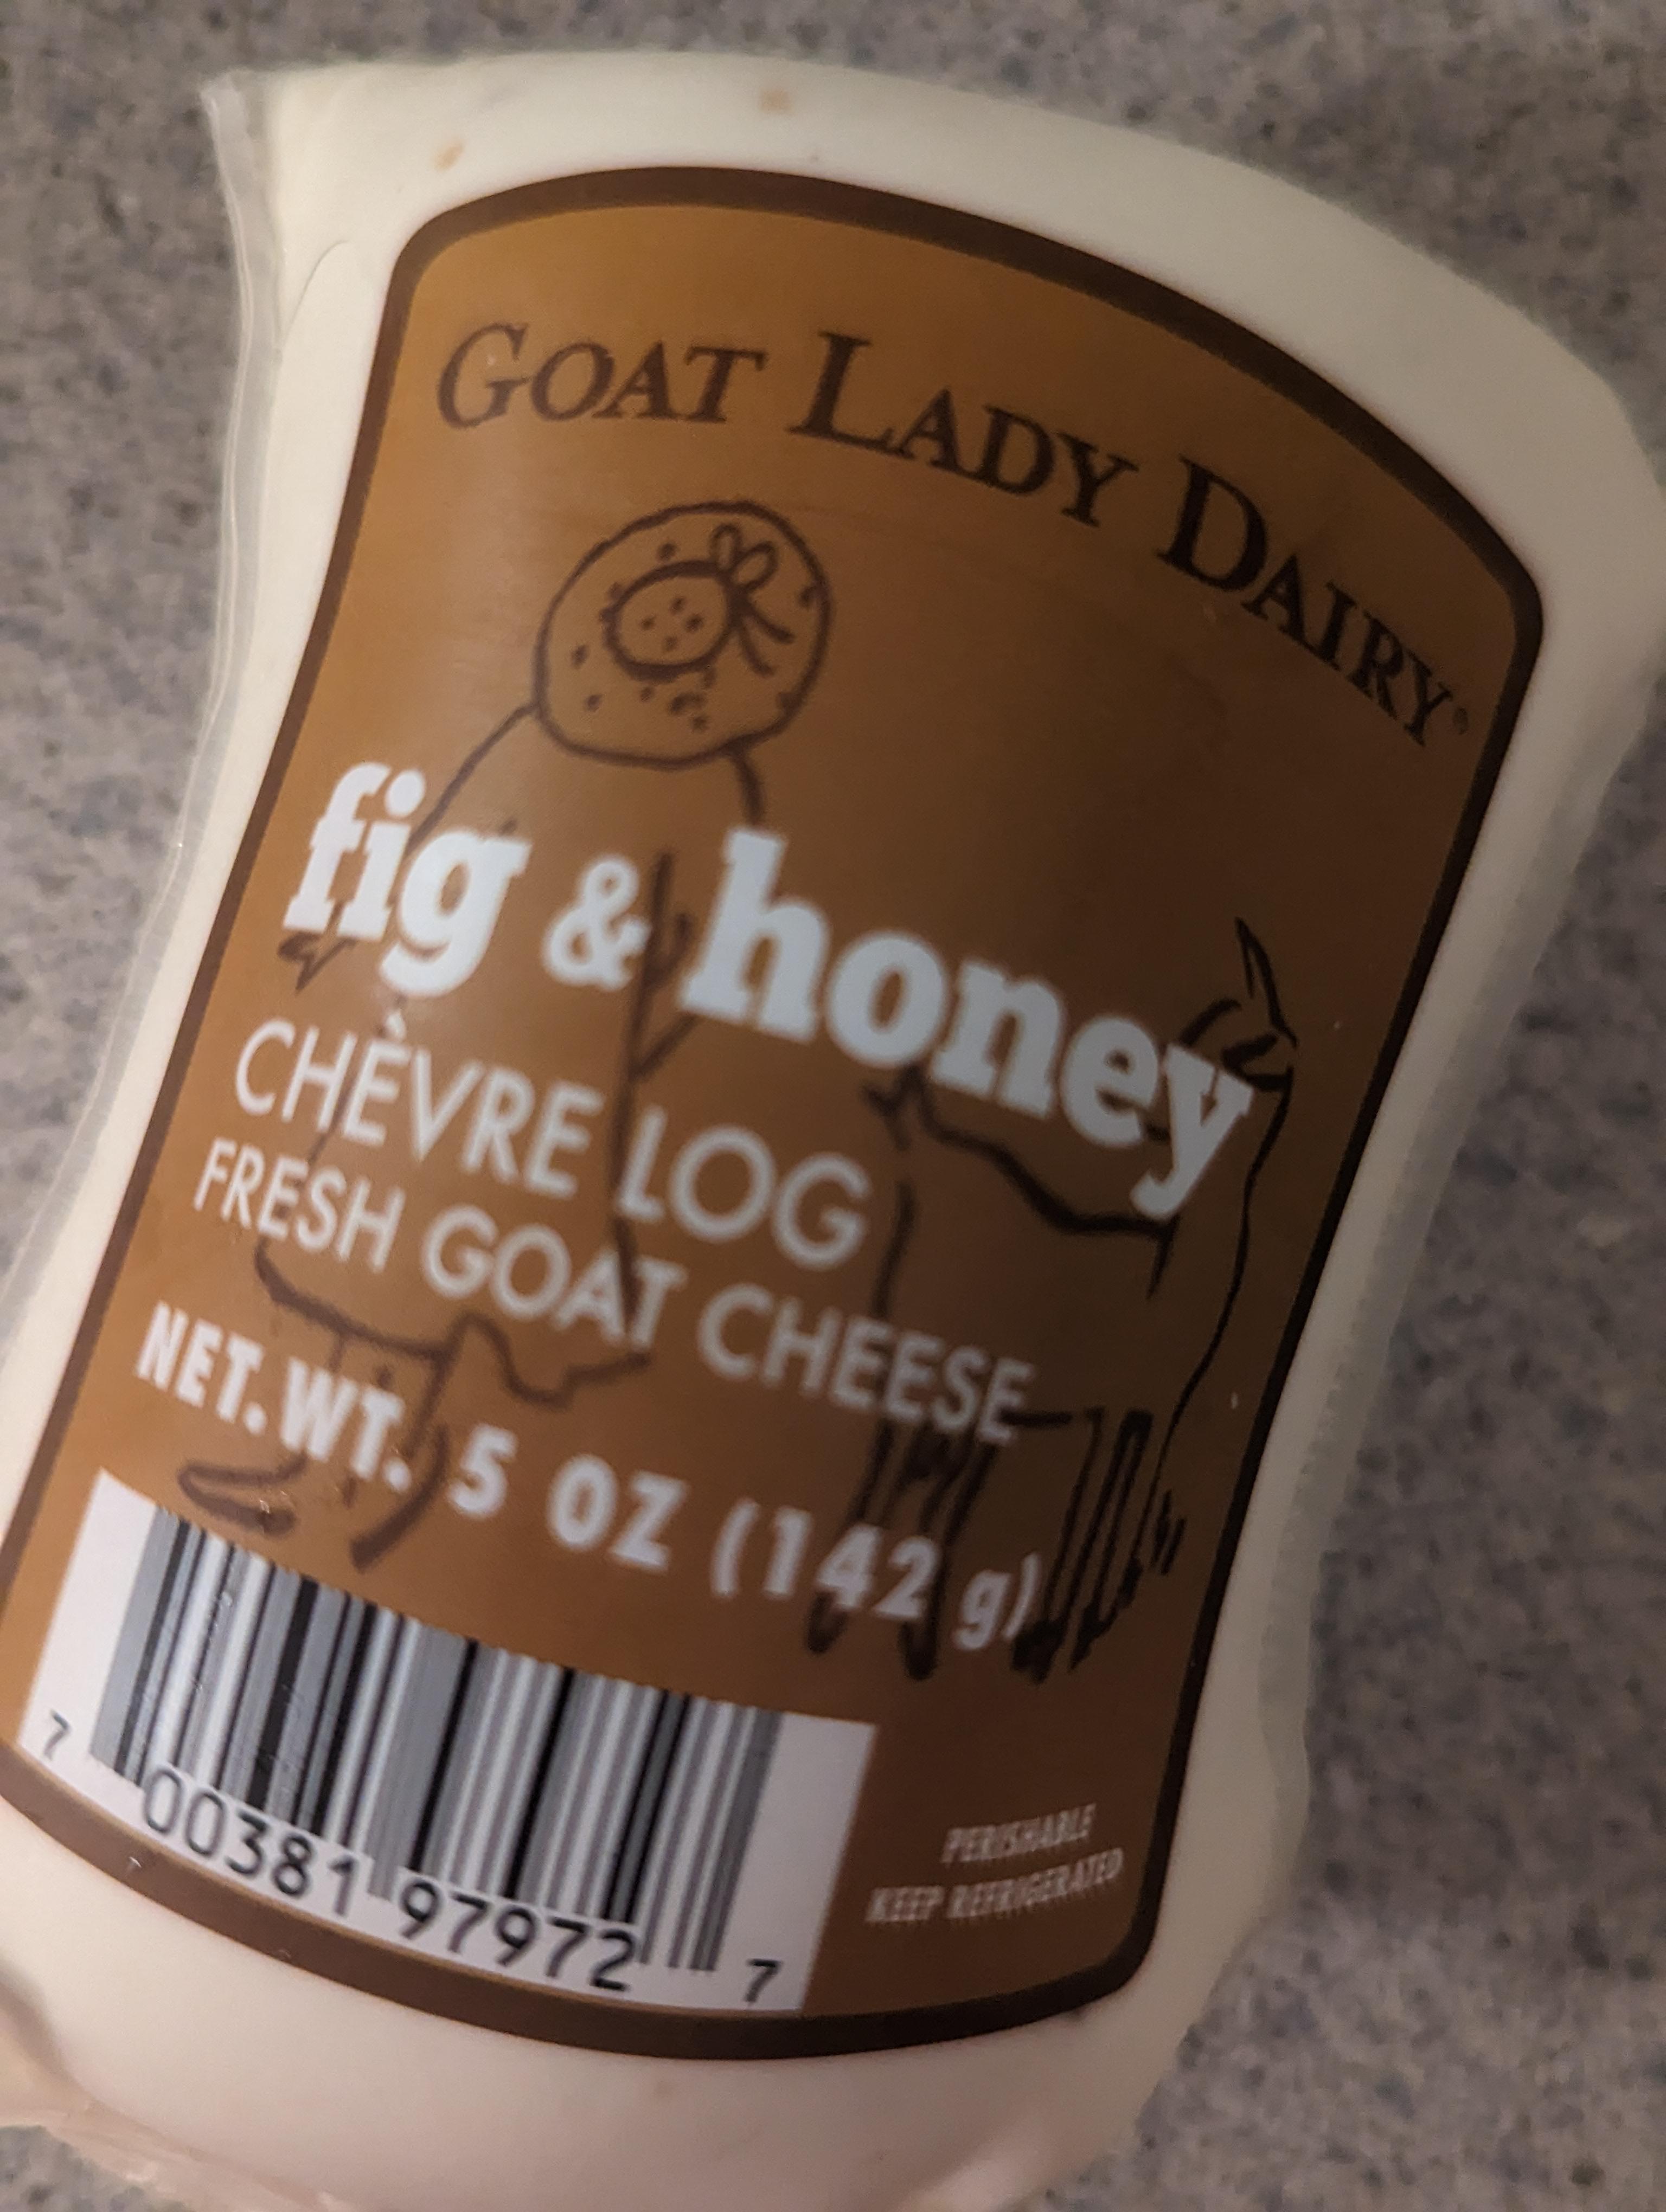 GOAT LADY DAIRY®
fig & honey
CHÈVRE LOG
FRESH GOAT CHEESE
NET. WT. 5 OZ (142 g)
7 00381 97972 7
PERISHABLE
KEEP REFRIGERATED